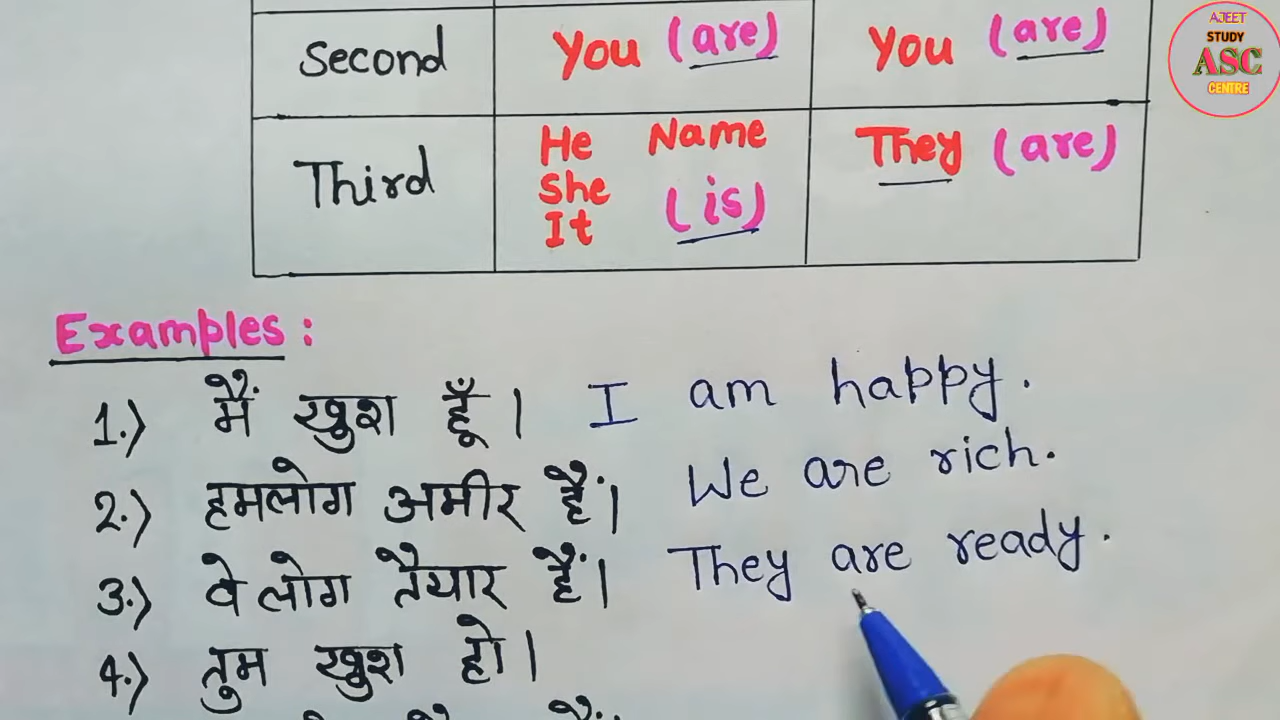 Second You (are) You (are)
AJEET
STUDY
ASC
CENTRE
Third He Name They (are)
She (is)
It
Examples:
1.) मैं खुश हूँ। I am happy.
2.) हमलोग अमीर हैं। We are rich.
3.) वे लोग तैयार हैं। They are ready.
4.) तुम खुश हो।